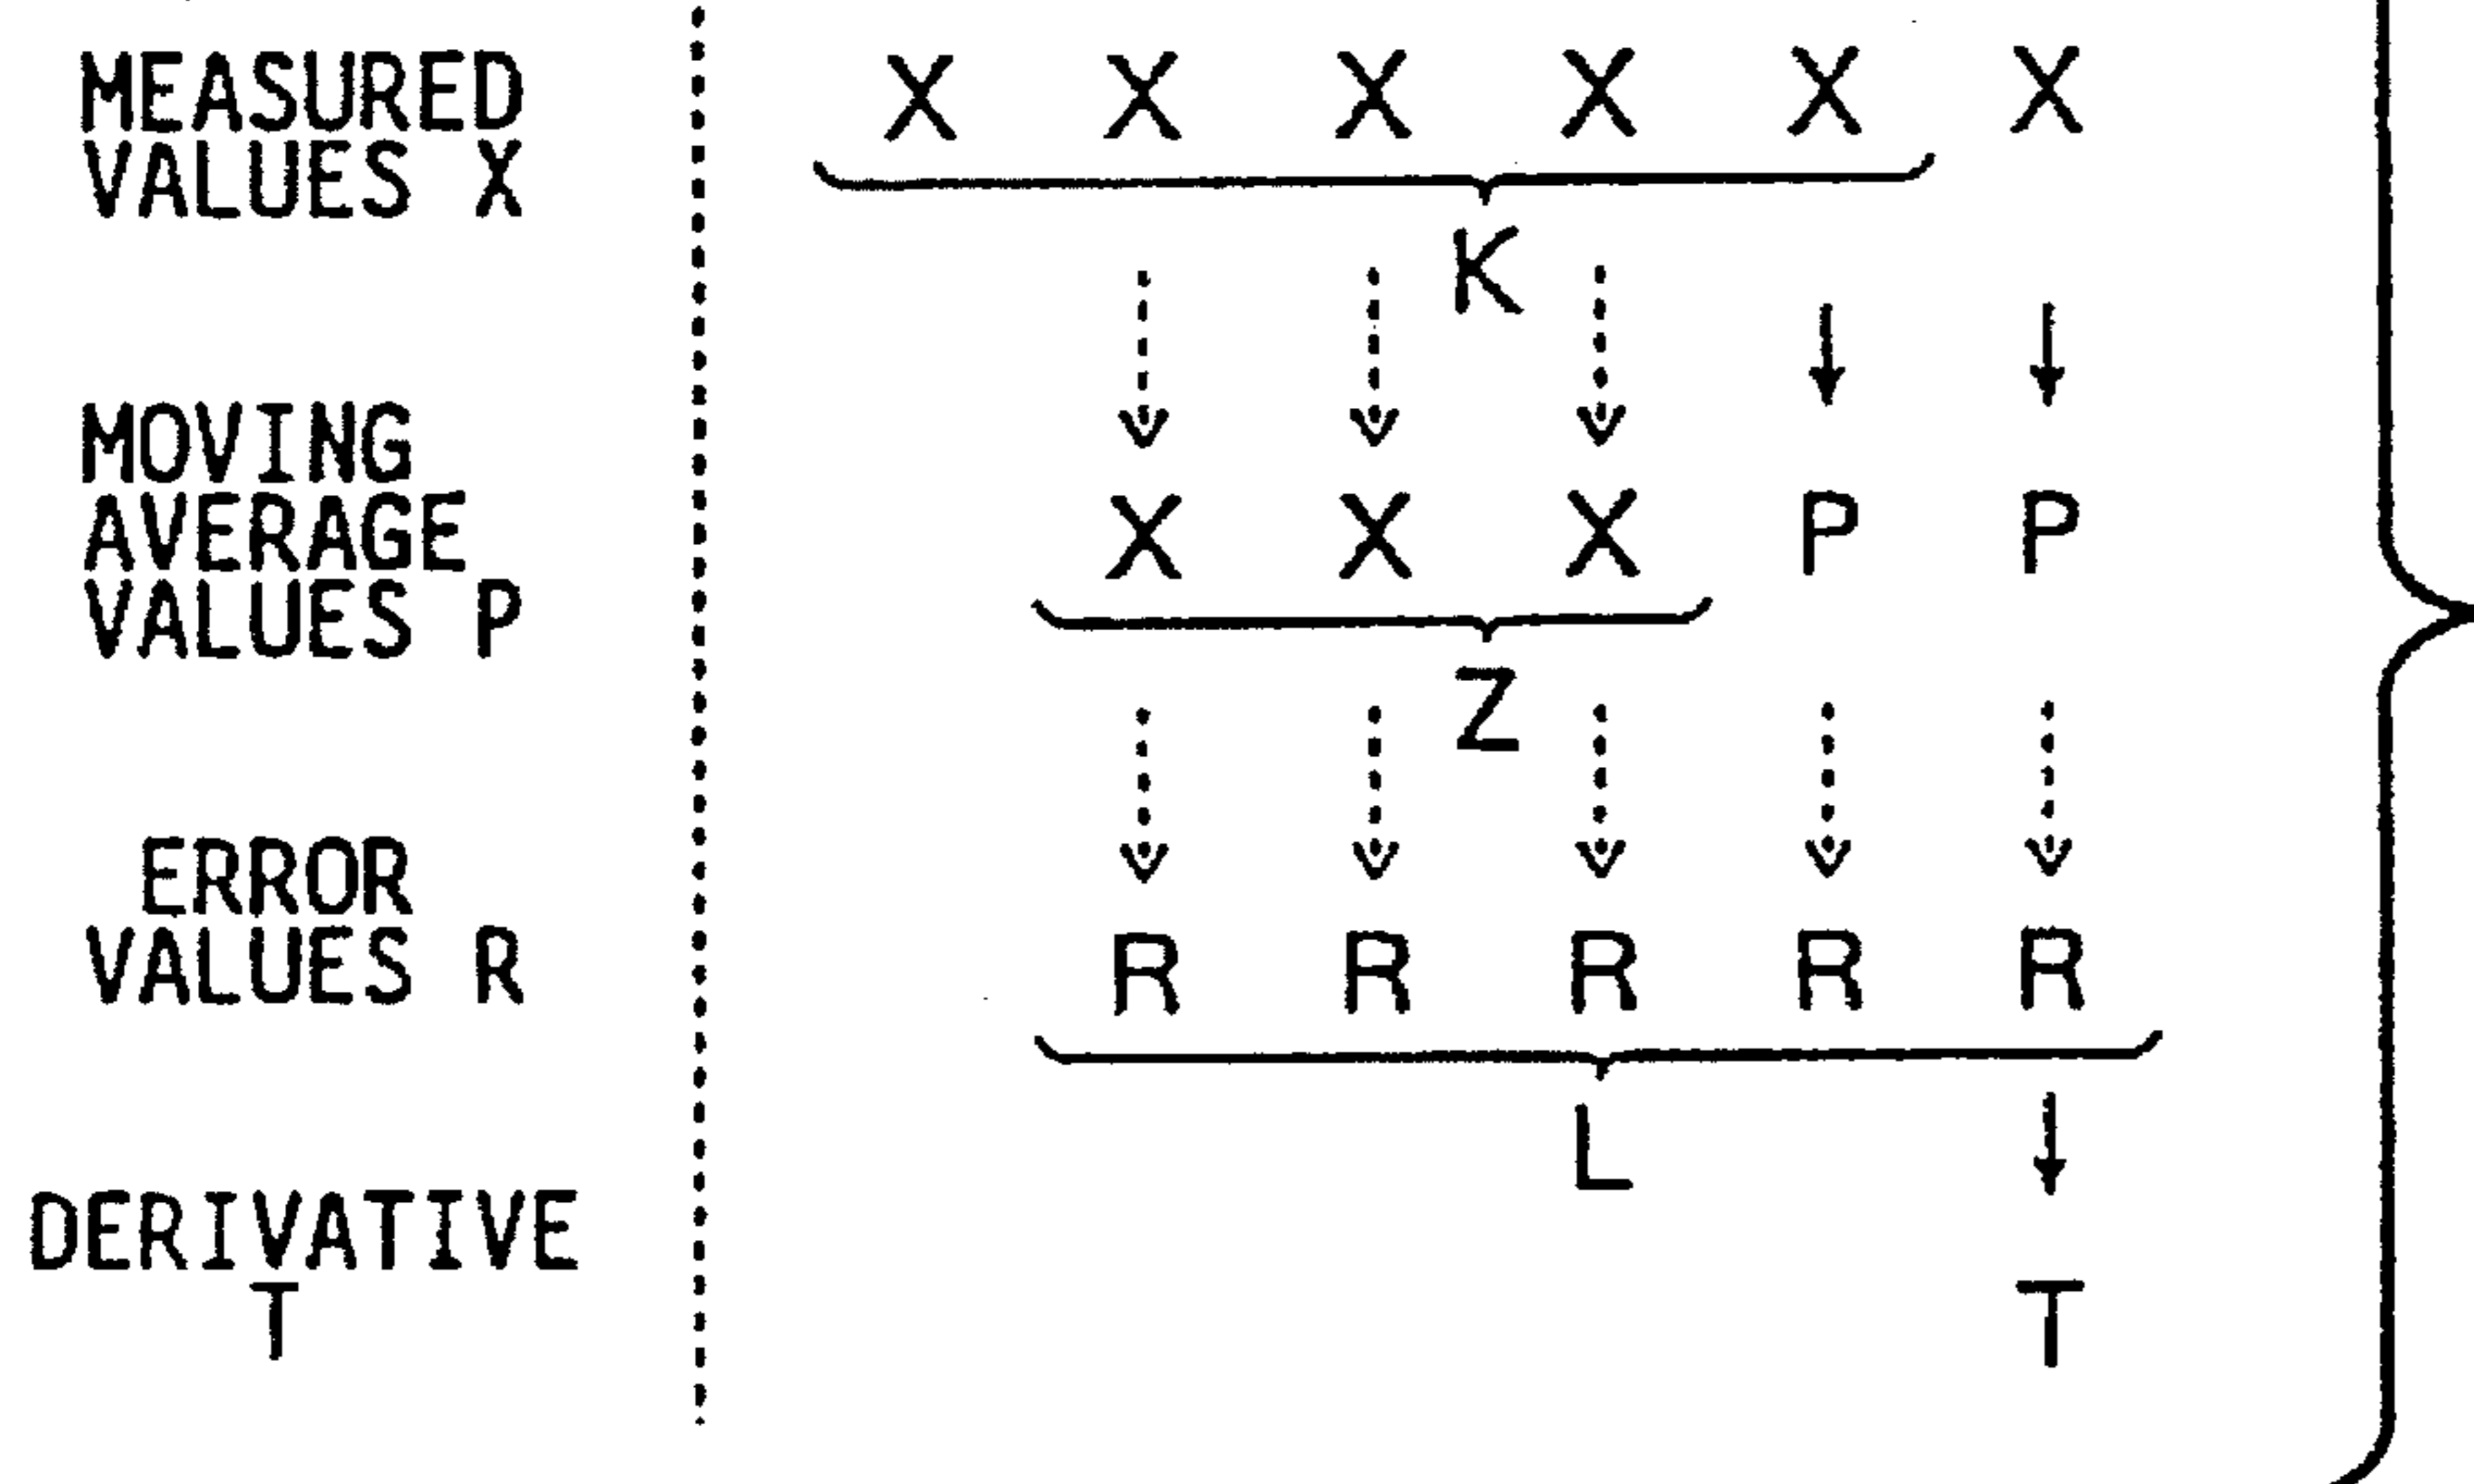 MEASURED
VALUES X
X X X X X X
K
MOVING
AVERAGE
VALUES P
X X X P P
Z
ERROR
VALUES R
R R R R R
L
DERIVATIVE
T
T